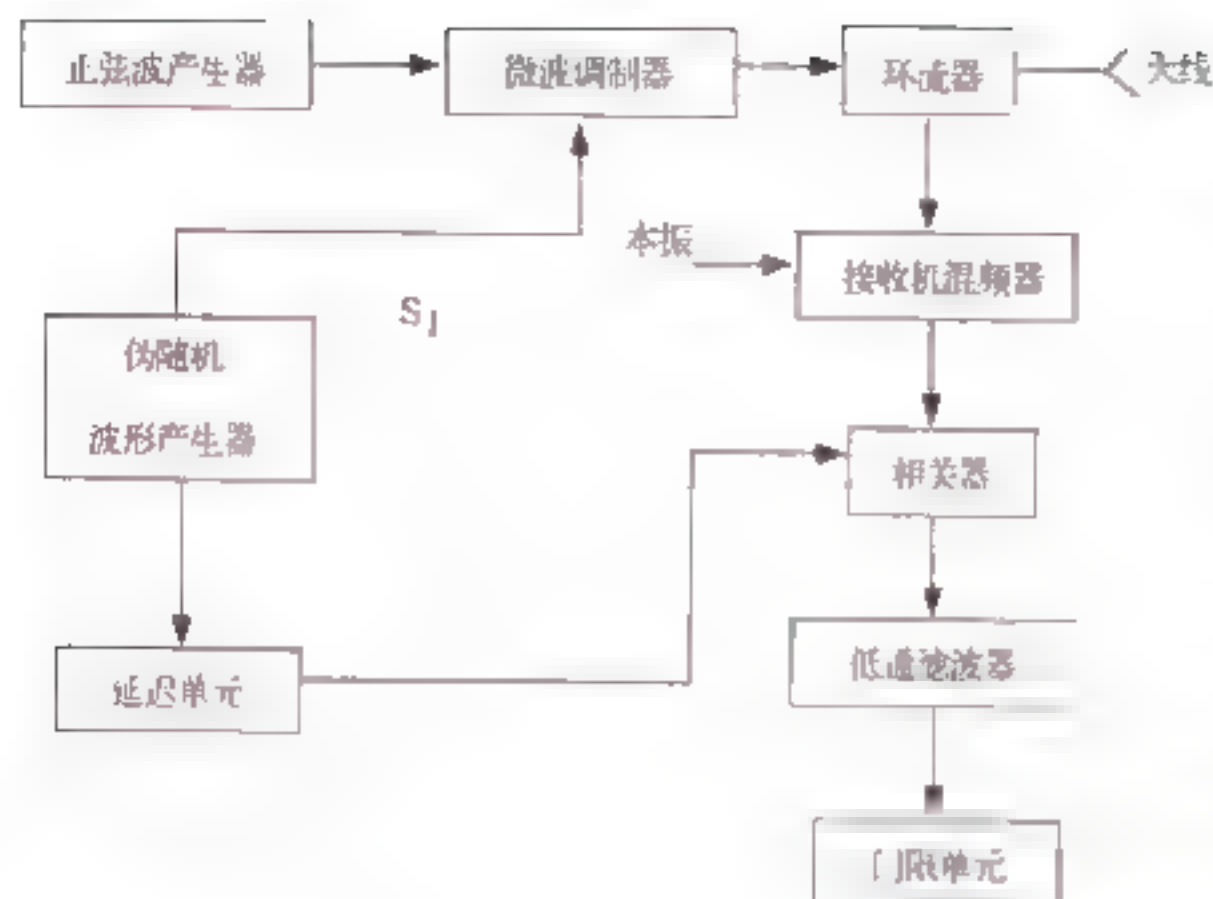 正弦波产生器
微波调制器
环流器
天线
本振
接收机混频器
S1
伪随机
波形产生器
相关器
低通滤波器
延迟单元
门限单元